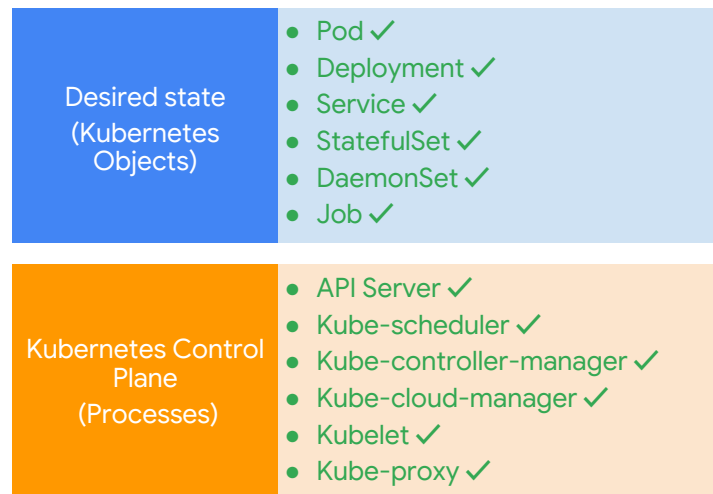 Desired state
(Kubernetes
Objects)
● Pod ✓
● Deployment ✓
● Service ✓
● StatefulSet ✓
● DaemonSet ✓
● Job ✓
Kubernetes Control
Plane
(Processes)
● API Server ✓
● Kube-scheduler ✓
● Kube-controller-manager ✓
● Kube-cloud-manager ✓
● Kubelet ✓
● Kube-proxy ✓